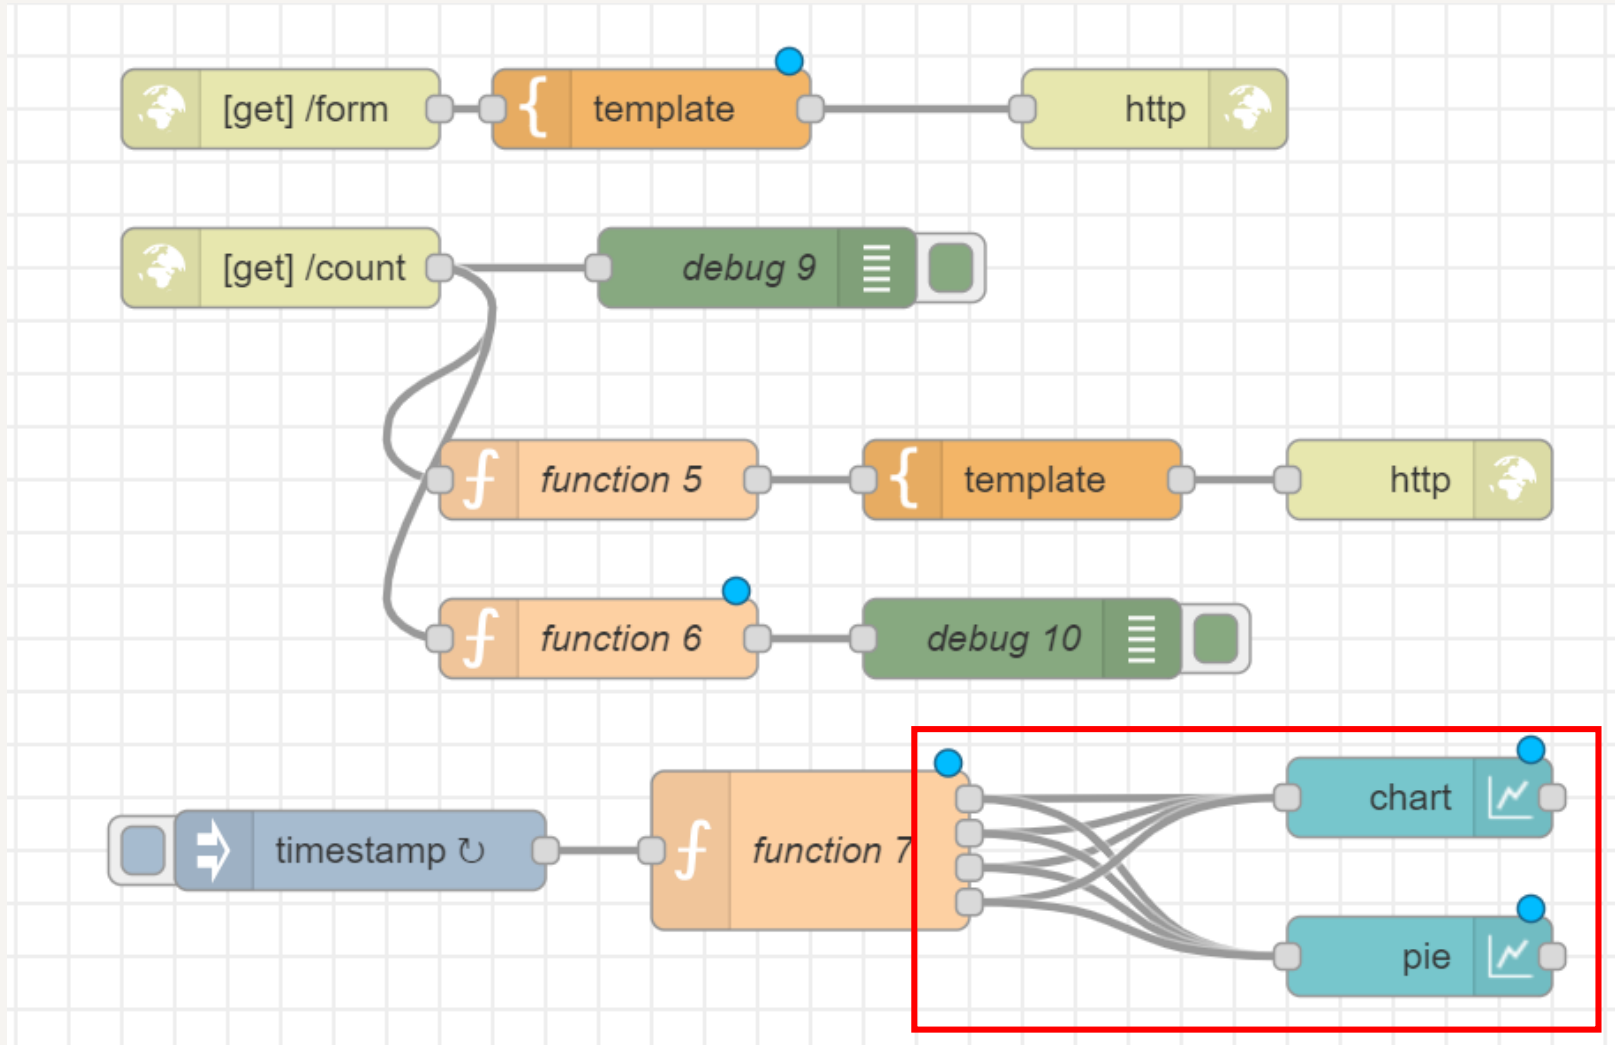 [get] /form
template
http
[get] /count
debug 9
function 5
template
http
function 6
debug 10
timestamp ↻
function 7
chart
pie